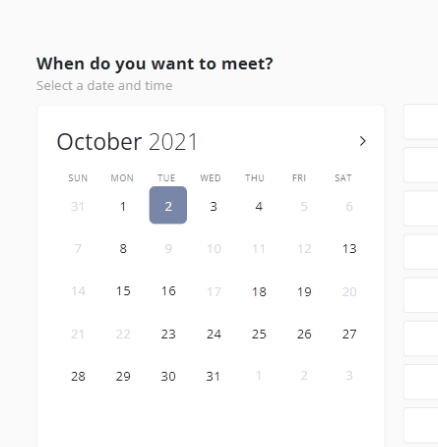 When do you want to meet?
Select a date and time
October 2021
SUN MON TUE WED THU FRI SAT
31 1 2 3 4 5 6
7 8 9 10 11 12 13
14 15 16 17 18 19 20
21 22 23 24 25 26 27
28 29 30 31 1 2 3